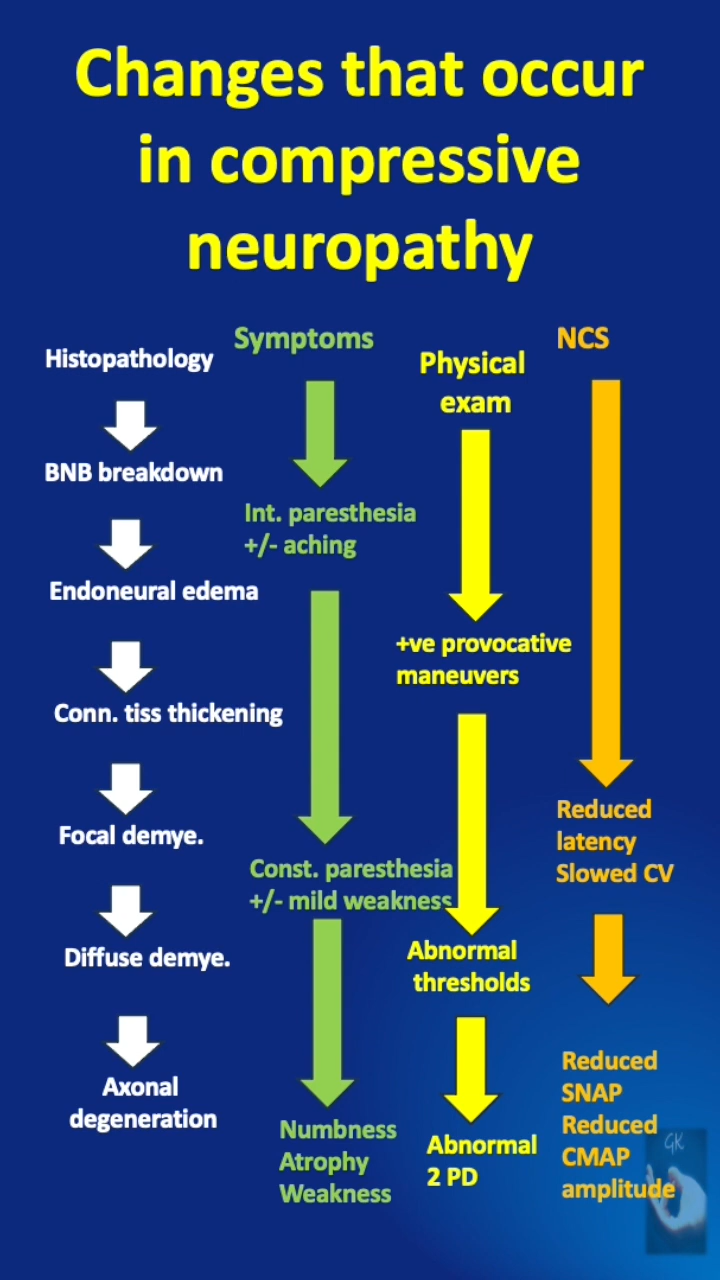 Changes that occur
in compressive
neuropathy
Histopathology
BNB breakdown
Endoneural edema
Conn. tiss thickening
Focal demye.
Diffuse demye.
Axonal
degeneration
Symptoms
Int. paresthesia
+/- aching
Const. paresthesia
+/- mild weakness
Numbness
Atrophy
Weakness
Physical
exam
+ve provocative
maneuvers
Abnormal
thresholds
Abnormal
2 PD
NCS
Reduced
latency
Slowed CV
Reduced
SNAP
Reduced
CMAP
amplitude
GK